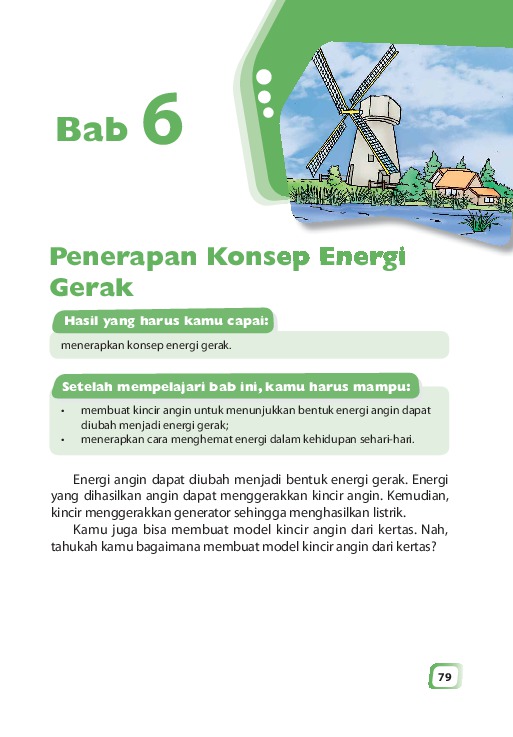 Bab 6
Penerapan Konsep Energi
Gerak
Hasil yang harus kamu capai:
menerapkan konsep energi gerak.
Setelah mempelajari bab ini, kamu harus mampu:
• membuat kincir angin untuk menunjukkan bentuk energi angin dapat
diubah menjadi energi gerak;
• menerapkan cara menghemat energi dalam kehidupan sehari-hari.
Energi angin dapat diubah menjadi bentuk energi gerak. Energi
yang dihasilkan angin dapat menggerakkan kincir angin. Kemudian,
kincir menggerakkan generator sehingga menghasilkan listrik.
Kamu juga bisa membuat model kincir angin dari kertas. Nah,
tahukah kamu bagaimana membuat model kincir angin dari kertas?
79